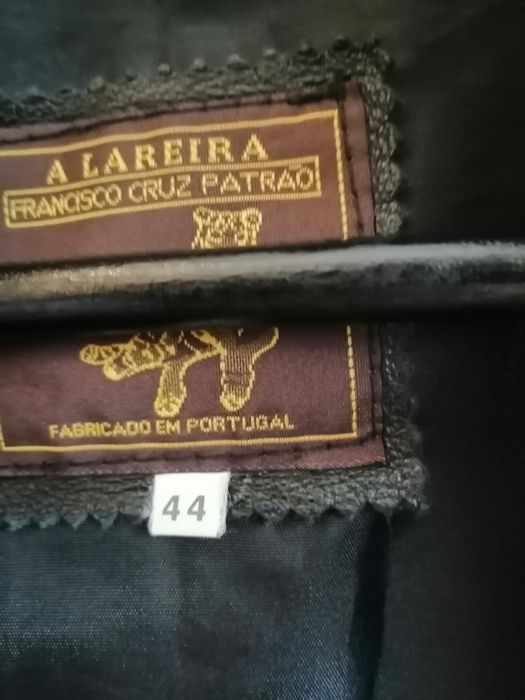 A LAREIRA
FRANCISCO CRUZ PATRÃO
FABRICADO EM PORTUGAL
44